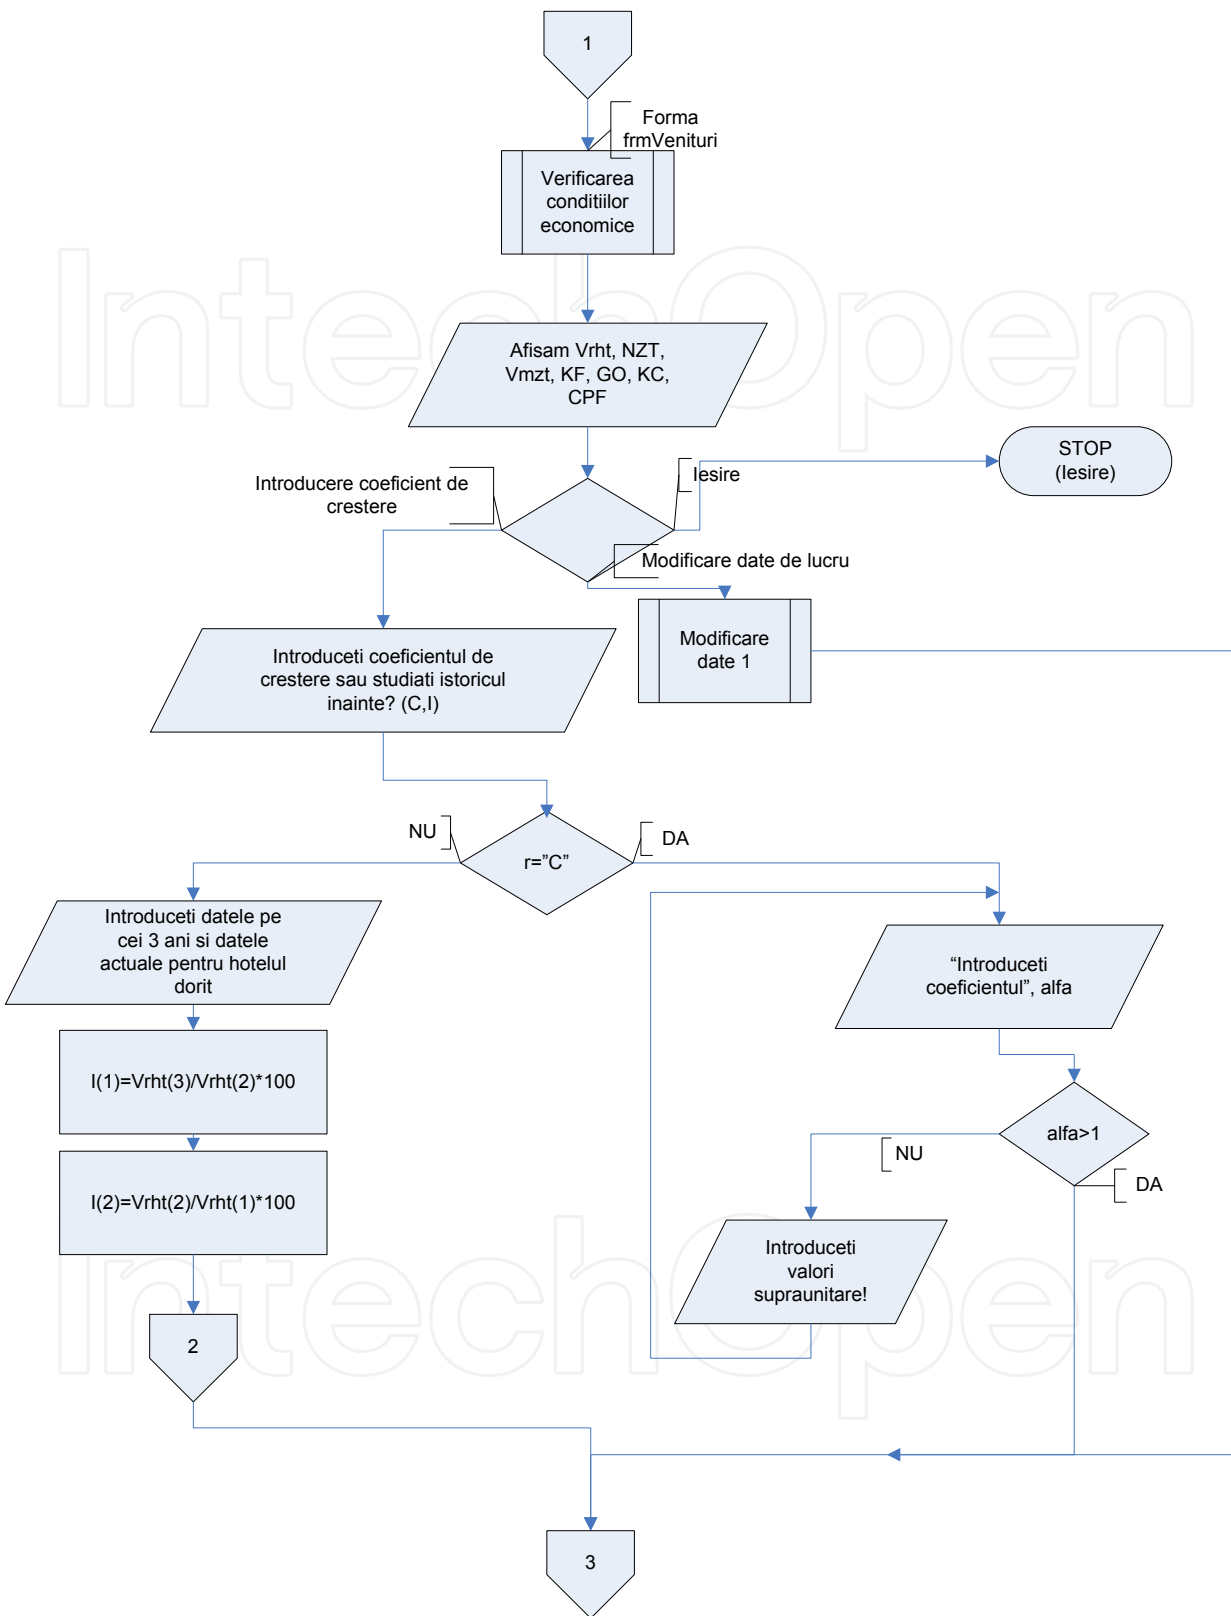 1
Forma
frmVenituri
Verificarea
conditiilor
economice
IntechOpen
Afisam Vrht, NZT,
Vmzt, KF, GO, KC,
CPF
STOP
(Iesire)
Introducere coeficient de
crestere
Iesire
Modificare date de lucru
Modificare
date 1
Introduceti coeficientul de
crestere sau studiati istoricul
inainte? (C,I)
NU
r=”C”
DA
Introduceti datele pe
cei 3 ani si datele
actuale pentru hotelul
dorit
“Introduceti
coeficientul”, alfa
I(1)=Vrht(3)/Vrht(2)*100
alfa>1
NU
DA
I(2)=Vrht(2)/Vrht(1)*100
Introduceti
valori
supraunitare!
IntechOpen
2
3